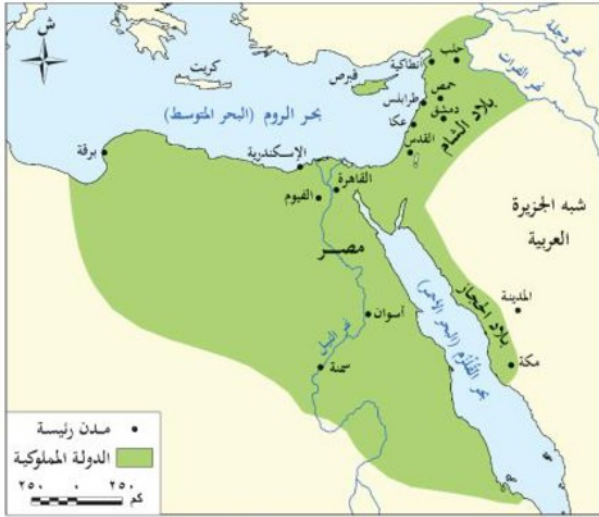 ش
نهر دجلة
نهر الفرات
حلب
أنطاكية
كريت
قبرص
حمص
طرابلس
دمشق
بلاد الشام
بحر الروم (البحر المتوسط)
عكا
القدس
برقة
الإسكندرية
القاهرة
الفيوم
شبه الجزيرة
العربية
مصر
المدينة
بلاد الحجاز
بحر القُلْزُم (البحر الأحمر)
أسوان
نهر النيل
مكة
سمنة
مدن رئيسة
الدولة المملوكية
٢٥٠ ٠ ٢٥٠
كم